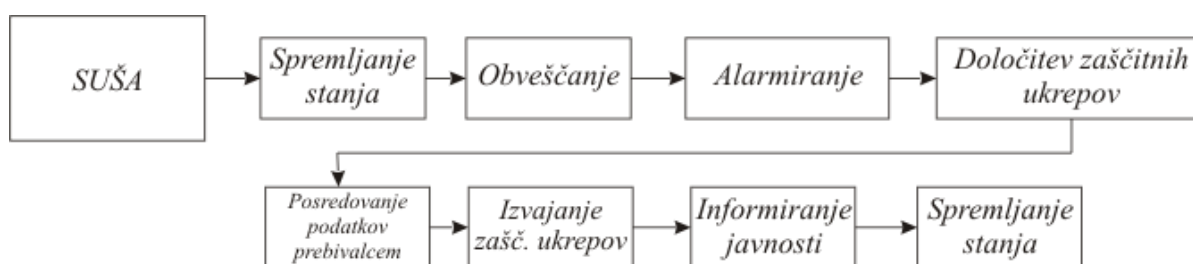 SUŠA
Spremljanje
stanja
Obveščanje
Alarmiranje
Določitev zaščitnih
ukrepov
Posredovanje
podatkov
prebivalcem
Izvajanje
zašč. ukrepov
Informiranje
javnosti
Spremljanje
stanja